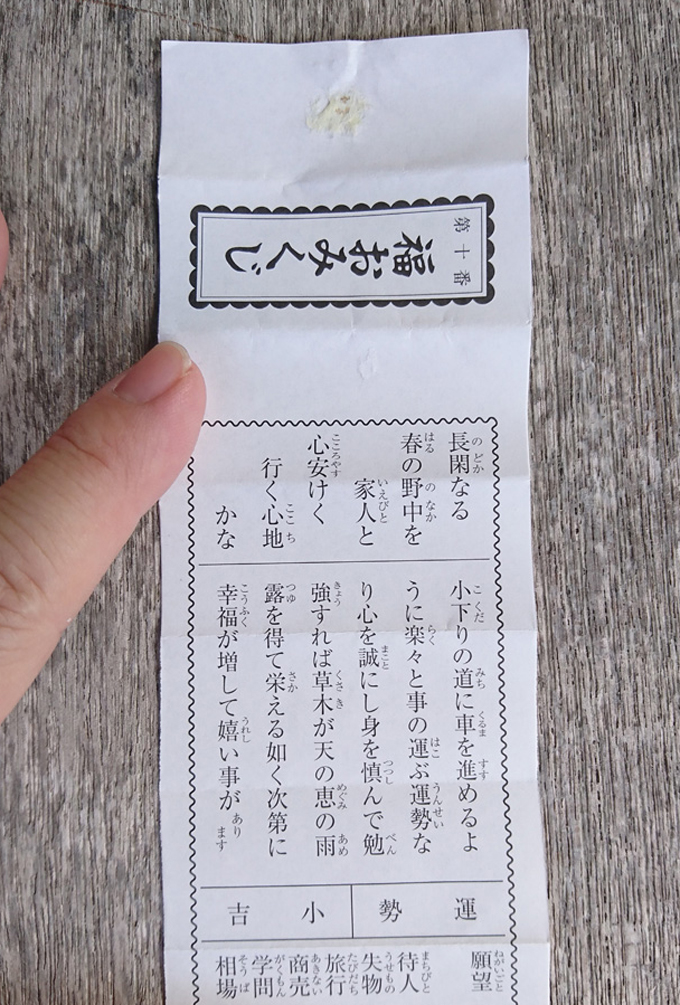 第十番
福おみくじ
長閑なる
春の野中を
家人と
心安けく
行く心地
かな
小下りの道に車を進めるよ
うに楽々と事の運ぶ運勢な
り心を誠にし身を慎んで勉
強すれば草木が天の恵の雨
露を得て栄える如く次第に
幸福が増して嬉い事があります
運勢 小吉
願望
待人
失物
旅行
商売
学問
相場